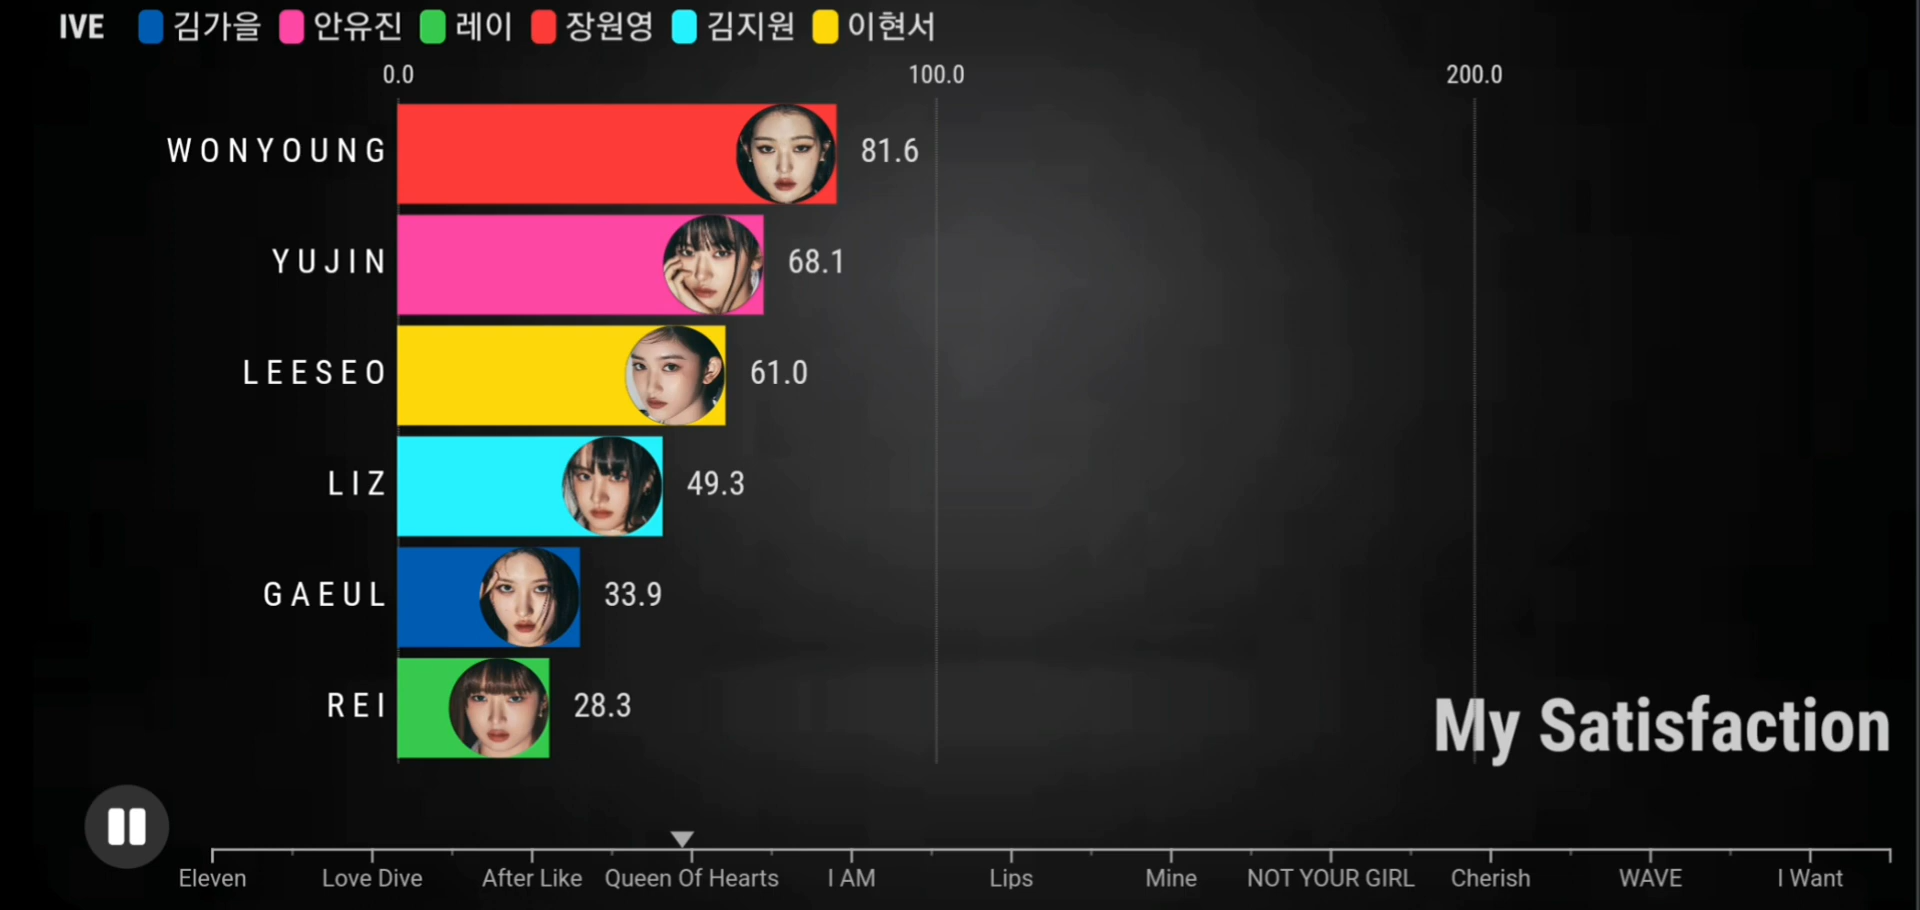 IVE 김가을 안유진 레이 장원영 김지원 이현서
0.0 100.0 200.0
WONYOUNG 81.6
YUJIN 68.1
LEESEO 61.0
LIZ 49.3
GAEUL 33.9
REI 28.3
My Satisfaction
Eleven Love Dive After Like Queen Of Hearts I AM Lips Mine NOT YOUR GIRL Cherish WAVE I Want